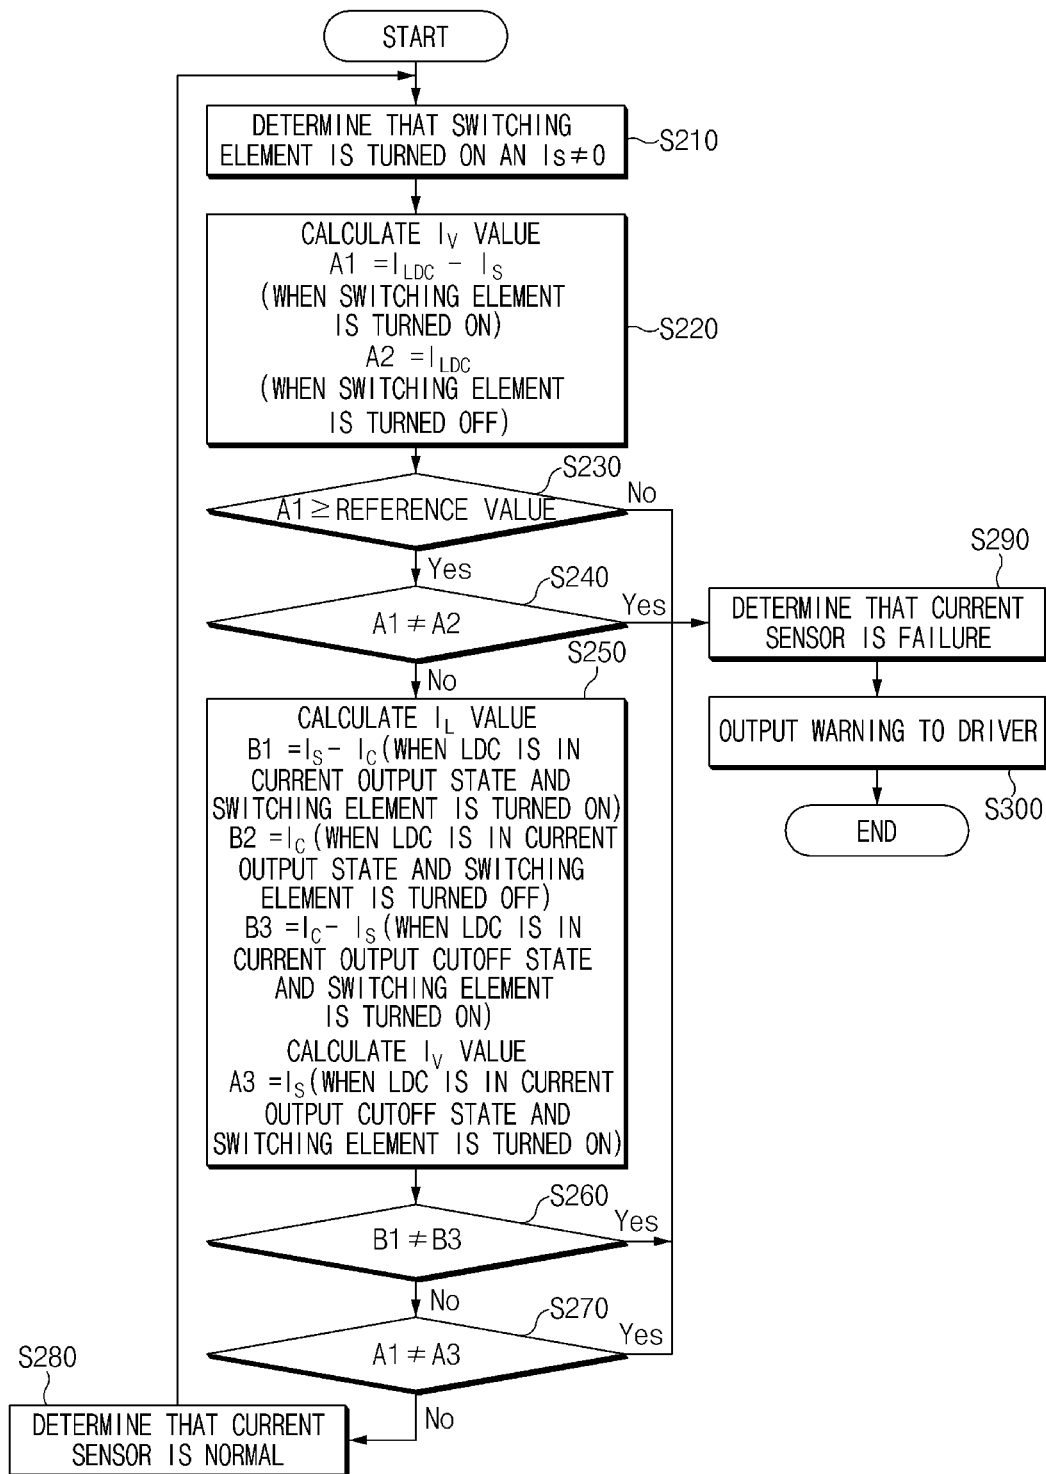 START
DETERMINE THAT SWITCHING
ELEMENT IS TURNED ON AN Is≠0
S210
CALCULATE IV VALUE
A1 =ILDC - IS
(WHEN SWITCHING ELEMENT
IS TURNED ON)
A2 =ILDC
(WHEN SWITCHING ELEMENT
IS TURNED OFF)
S220
S230
A1≥REFERENCE VALUE
No
Yes
S240
A1≠A2
Yes
No
S290
DETERMINE THAT CURRENT
SENSOR IS FAILURE
OUTPUT WARNING TO DRIVER
S300
END
S250
CALCULATE IL VALUE
B1 =IS- IC(WHEN LDC IS IN
CURRENT OUTPUT STATE AND
SWITCHING ELEMENT IS TURNED ON)
B2 =IC(WHEN LDC IS IN CURRENT
OUTPUT STATE AND SWITCHING
ELEMENT IS TURNED OFF)
B3 =IC- IS(WHEN LDC IS IN
CURRENT OUTPUT CUTOFF STATE
AND SWITCHING ELEMENT
IS TURNED ON)
CALCULATE IV VALUE
A3 =IS(WHEN LDC IS IN CURRENT
OUTPUT CUTOFF STATE AND
SWITCHING ELEMENT IS TURNED ON)
S260
B1≠B3
Yes
No
S270
A1≠A3
Yes
No
S280
DETERMINE THAT CURRENT
SENSOR IS NORMAL